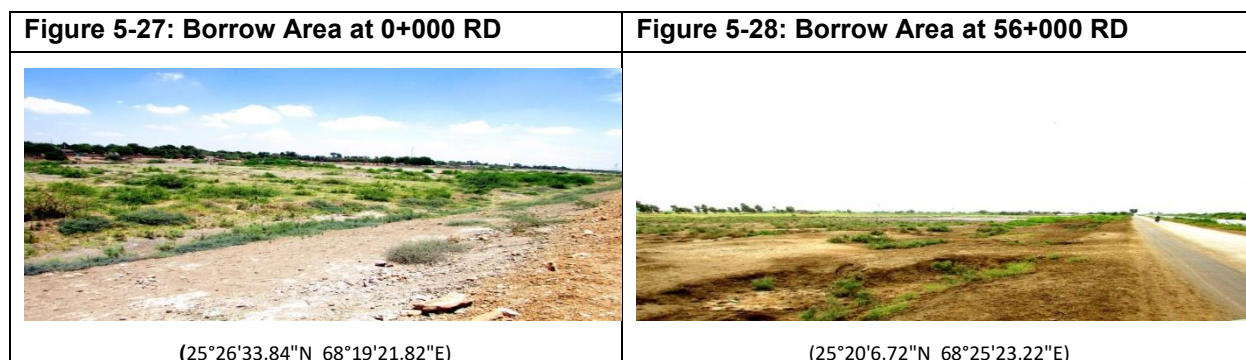 Figure 5-27: Borrow Area at 0+000 RD
Figure 5-28: Borrow Area at 56+000 RD
(25°26'33.84"N 68°19'21.82"E)
(25°20'6.72"N 68°25'23.22"E)